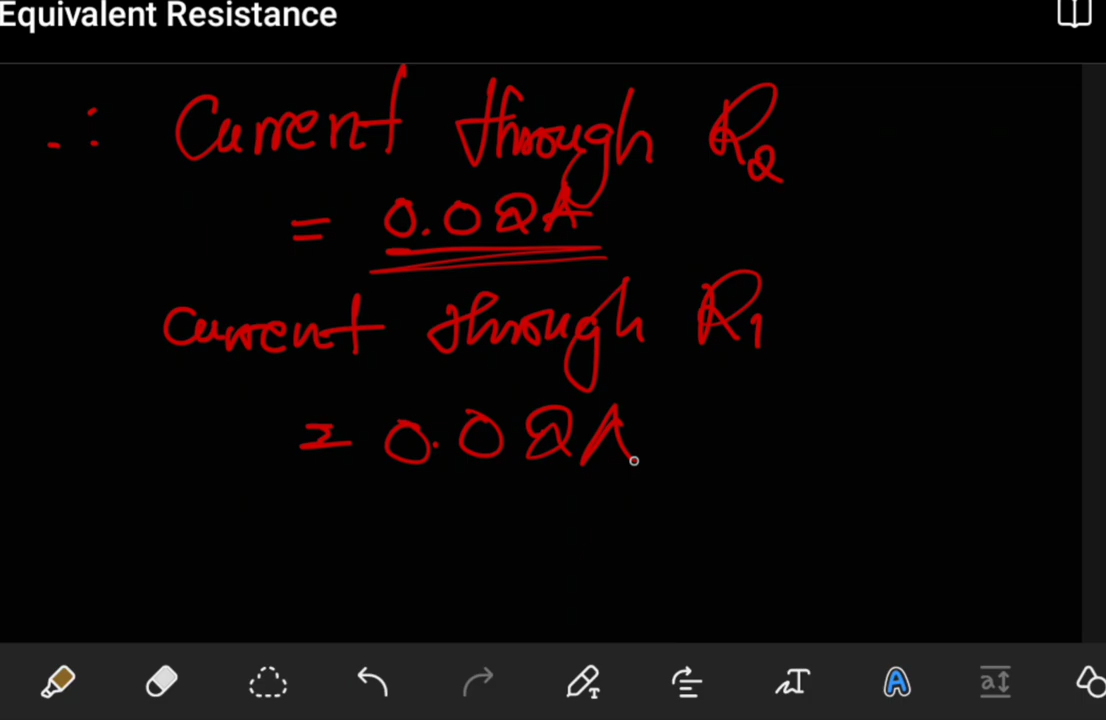 Equivalent Resistance
∴ Current through R2
= 0.02A
Current through R1
= 0.02A
T
T
A
a